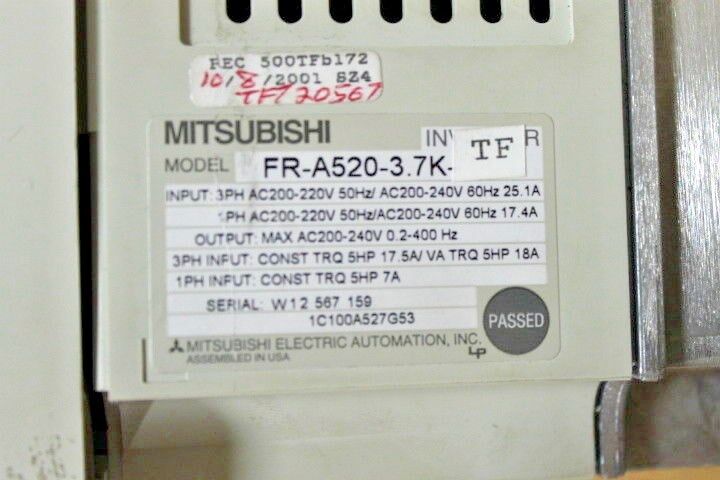 REC 500TFb172
10/8/2001 SZ4
TF720567
MITSUBISHI
INV R
TF
MODEL FR-A520-3.7K-
INPUT: 3PH AC200-220V 50Hz/ AC200-240V 60Hz 25.1A
1PH AC200-220V 50Hz/AC200-240V 60Hz 17.4A
OUTPUT: MAX AC200-240V 0.2-400 Hz
3PH INPUT: CONST TRQ 5HP 17.5A/ VA TRQ 5HP 18A
1PH INPUT: CONST TRQ 5HP 7A
SERIAL: W12 567 159
1C100A527G53
PASSED
MITSUBISHI ELECTRIC AUTOMATION, INC.
ASSEMBLED IN USA
LP